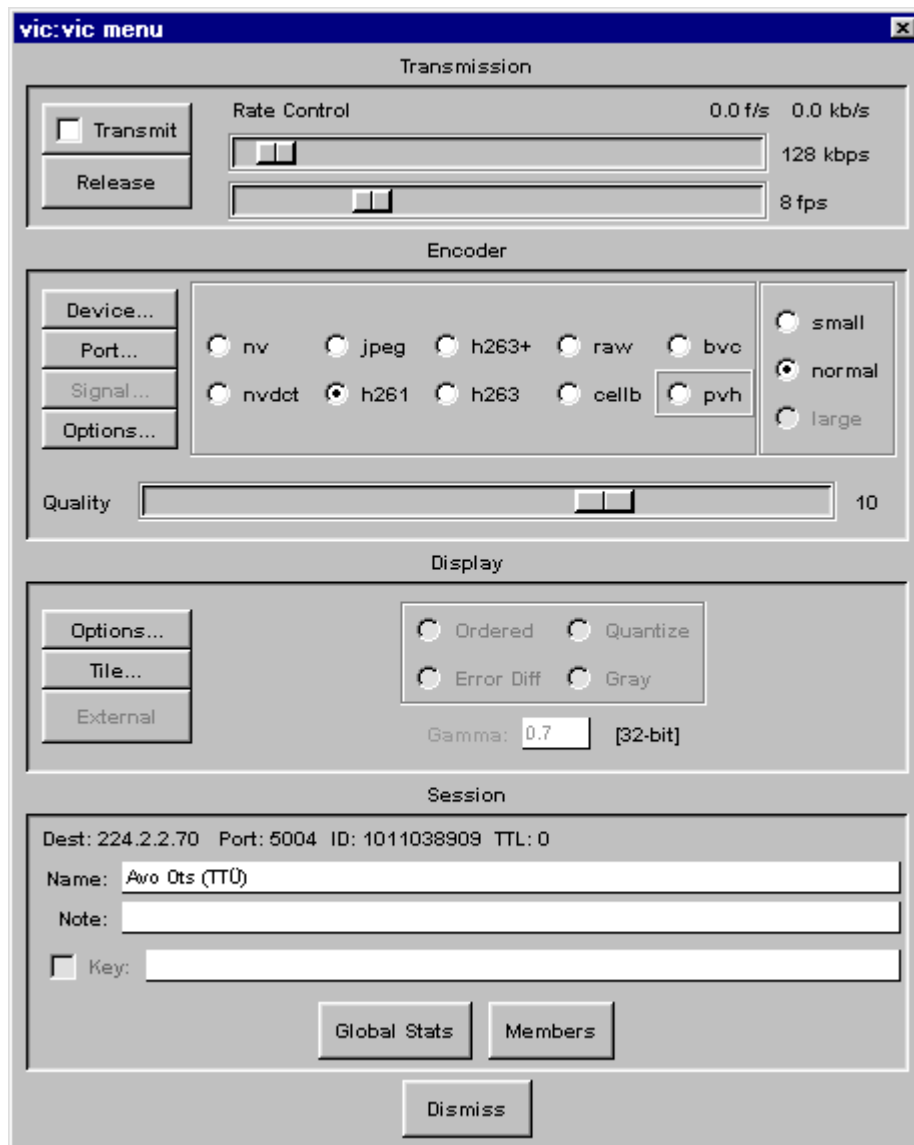 vic:vic menu
Transmission
Transmit
Release
Rate Control 0.0 f/s 0.0 kb/s
128 kbps
8 fps
Encoder
Device...
Port...
Signal...
Options...
nv jpeg h263+ raw bvc
nvdct h261 h263 cellb pvh
small
normal
large
Quality 10
Display
Options...
Tile...
External
Ordered Quantize
Error Diff Gray
Gamma: 0.7 [32-bit]
Session
Dest: 224.2.2.70 Port: 5004 ID: 1011038909 TTL: 0
Name: Avo Ots (TTÜ)
Note:
Key:
Global Stats Members
Dismiss